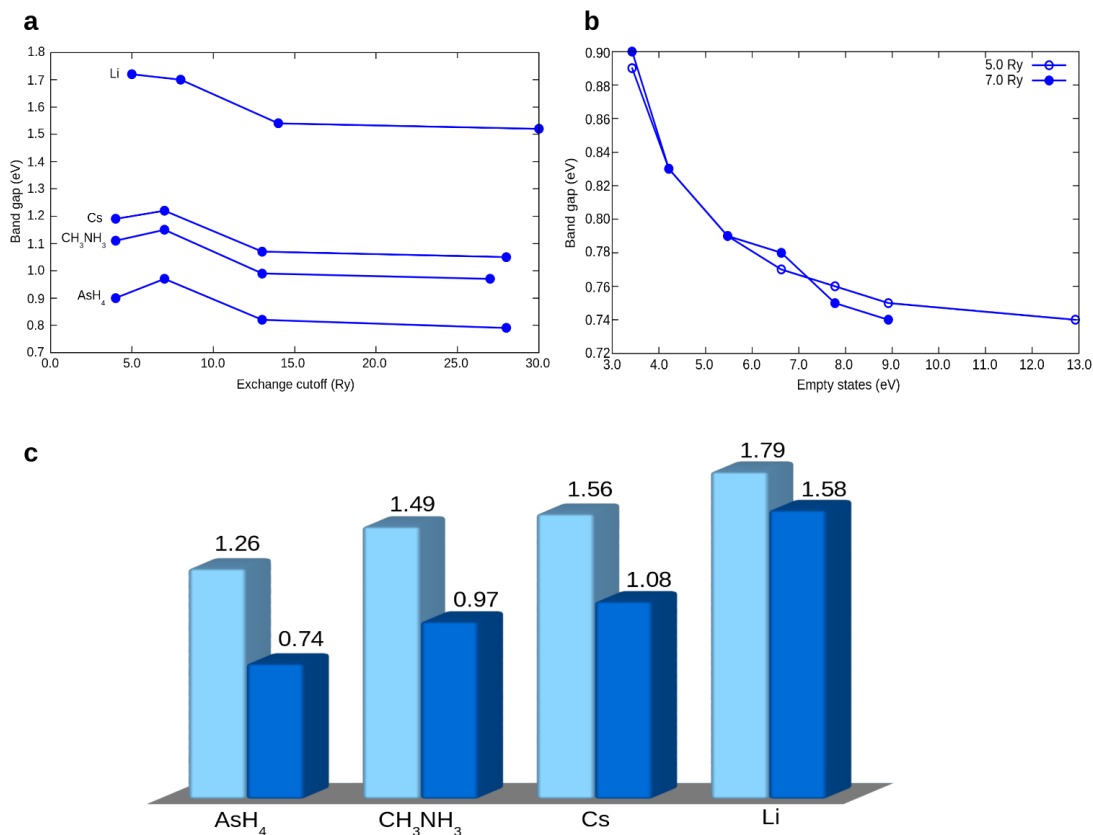 a
1.8
1.7
1.6
1.5
1.4
1.3
1.2
1.1
1.0
0.9
0.8
0.7
Band gap (eV)
Li
Cs
CH₃NH₃
AsH₄
0.0 5.0 10.0 15.0 20.0 25.0 30.0
Exchange cutoff (Ry)
b
0.90
0.88
0.86
0.84
0.82
0.80
0.78
0.76
0.74
0.72
Band gap (eV)
5.0 Ry
7.0 Ry
3.0 4.0 5.0 6.0 7.0 8.0 9.0 10.0 11.0 12.0 13.0
Empty states (eV)
c
1.26 0.74
1.49 0.97
1.56 1.08
1.79 1.58
AsH₄ CH₃NH₃ Cs Li